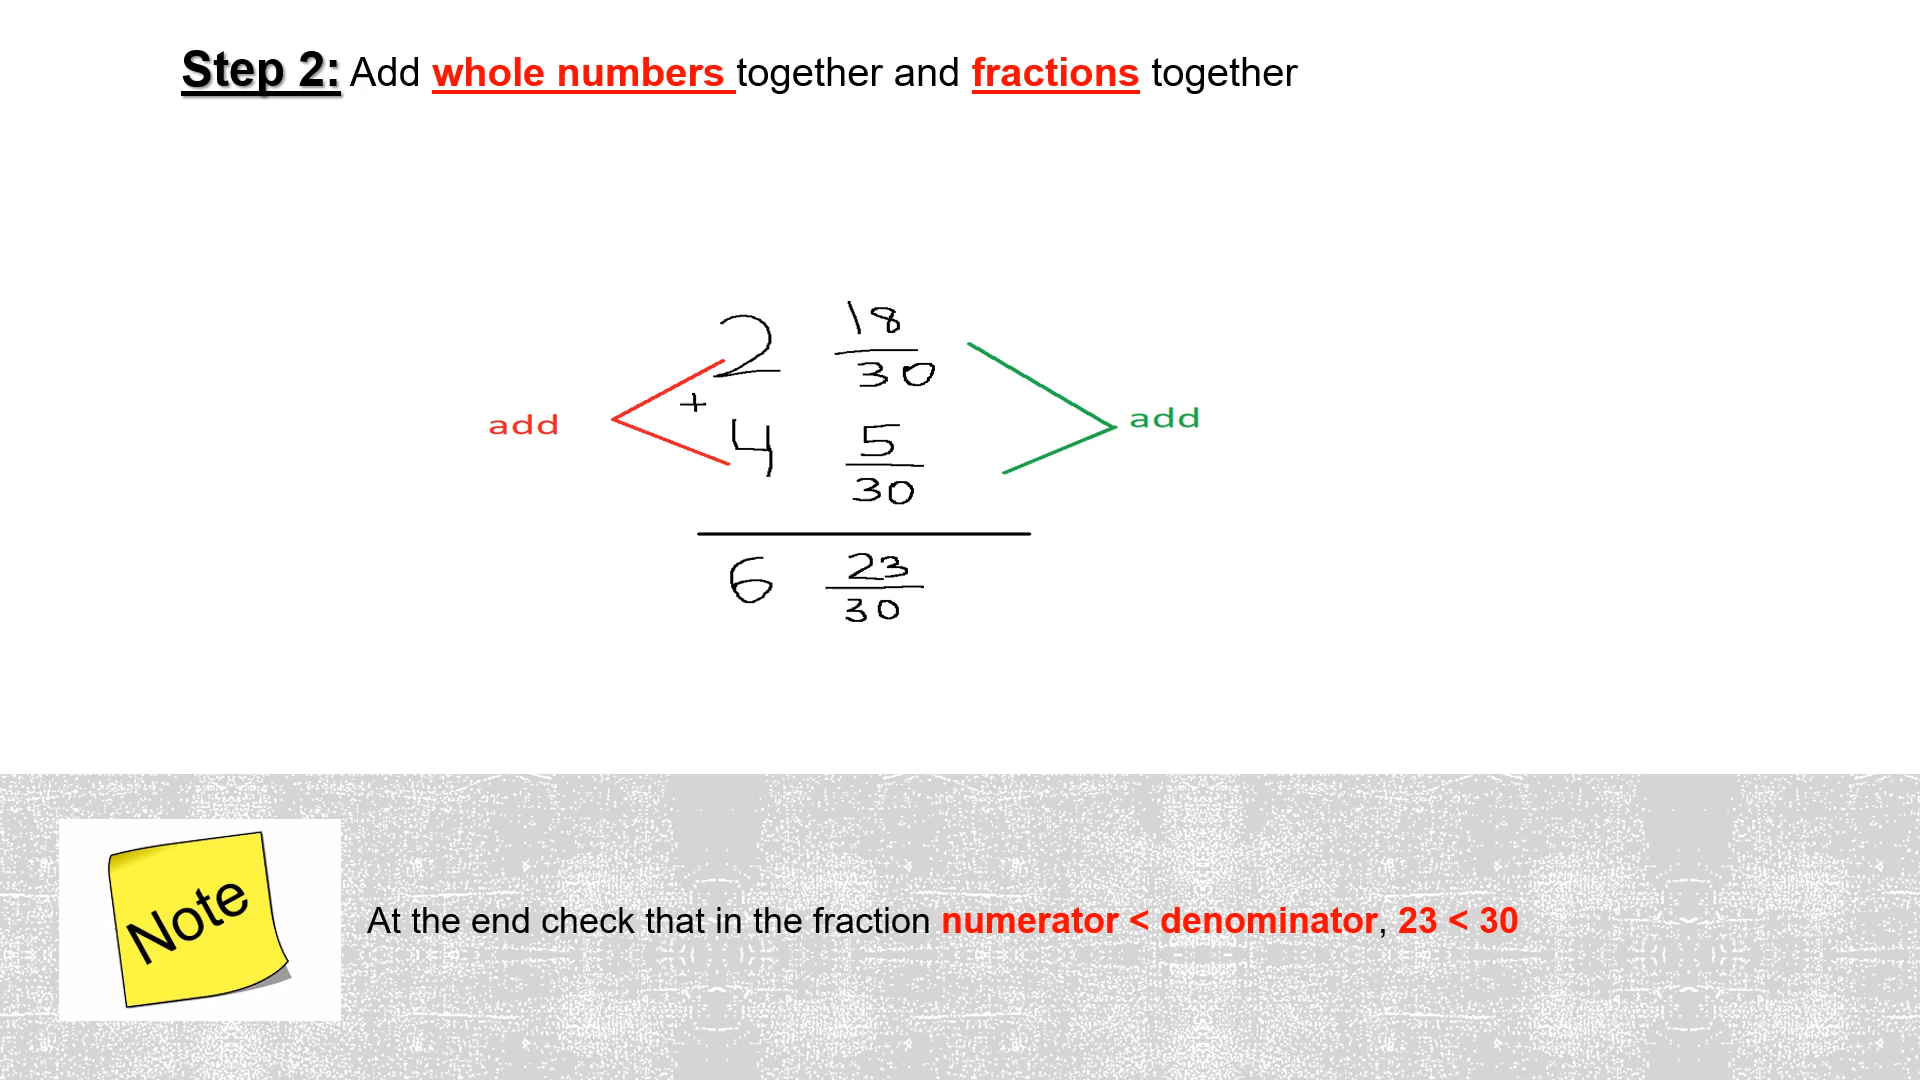 Step 2: Add whole numbers together and fractions together
2 18/30
+
add
add
4 5/30
6 23/30
Note
At the end check that in the fraction numerator < denominator, 23 < 30